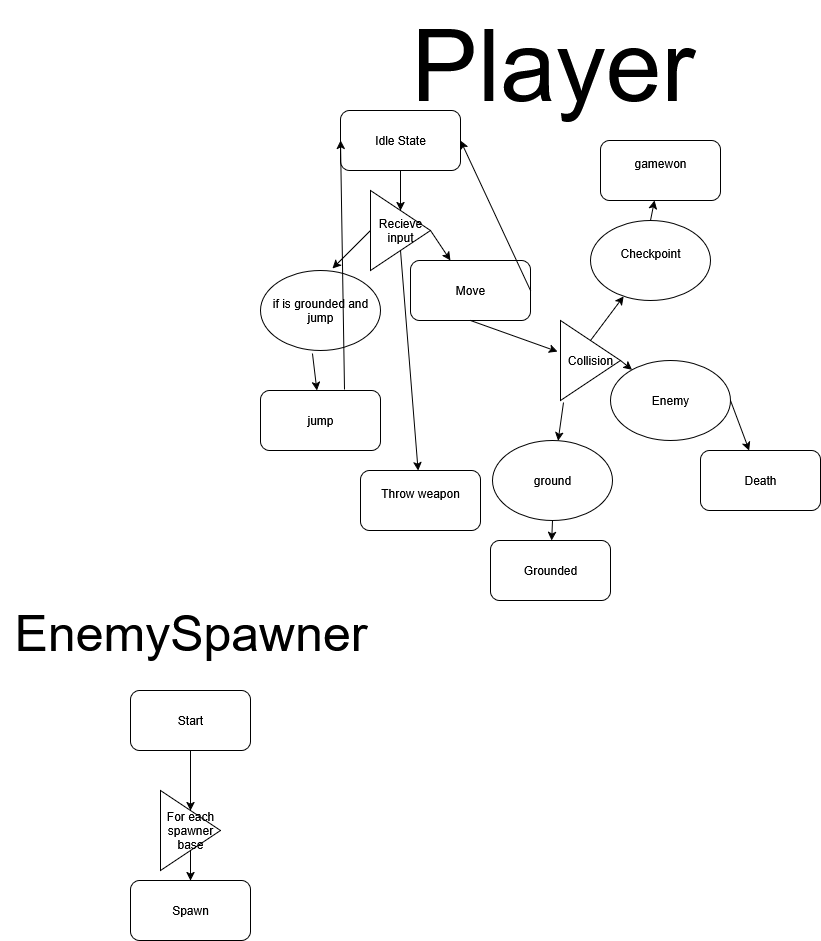 Player
Idle State
gamewon
Recieve
input
Checkpoint
Move
if is grounded and
jump
Collision
Enemy
jump
Throw weapon
ground
Death
Grounded
EnemySpawner
Start
For each
spawner
base
Spawn